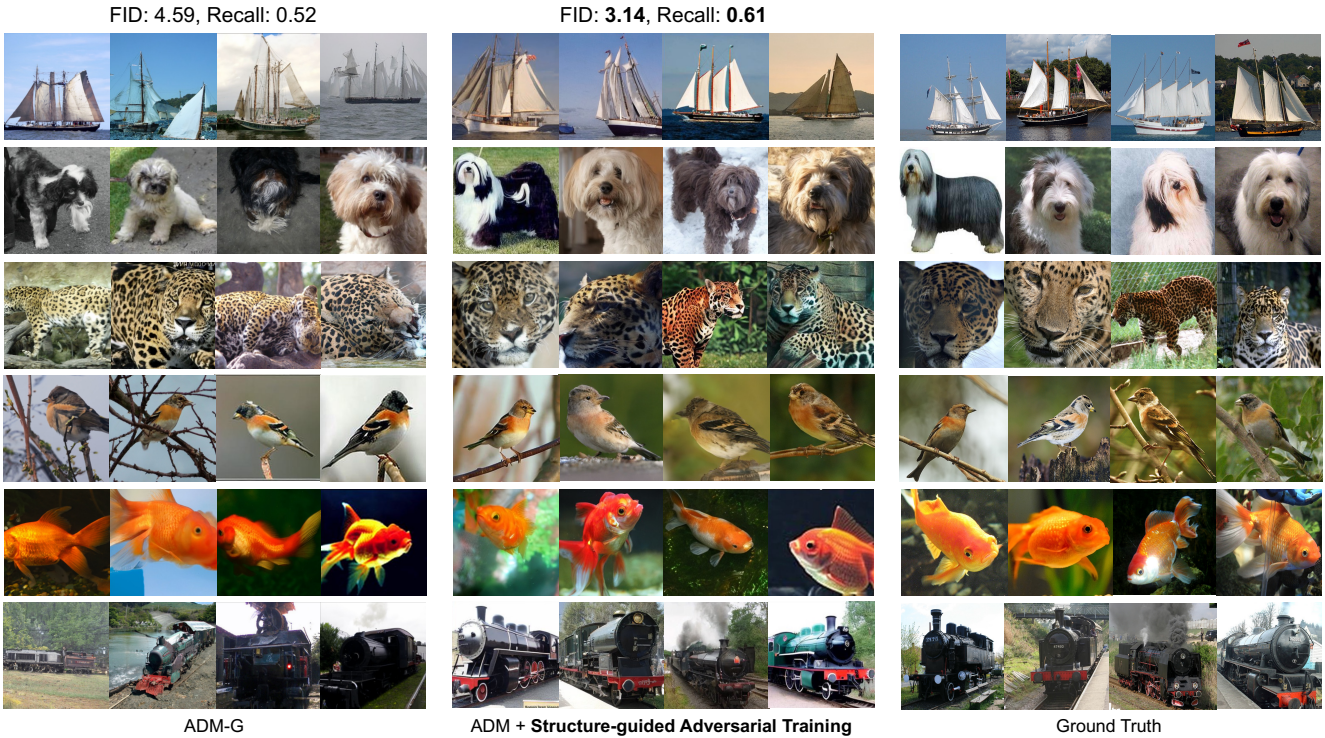 FID: 4.59, Recall: 0.52
FID: 3.14, Recall: 0.61
ADM-G
ADM + Structure-guided Adversarial Training
Ground Truth